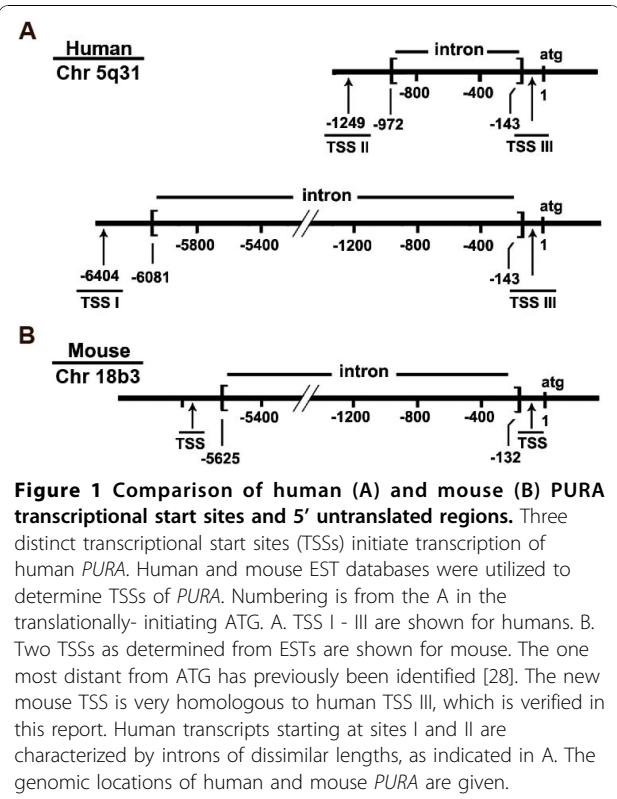 A
Human
Chr 5q31
intron
atg
-800
-400
1
-1249
-972
-143
TSS II
TSS III
intron
atg
-5800
-5400
-1200
-800
-400
1
-6404
-6081
-143
TSS I
TSS III
B
Mouse
Chr 18b3
intron
atg
-5400
-1200
-800
-400
1
TSS
TSS
-5625
-132
Figure 1 Comparison of human (A) and mouse (B) PURA
transcriptional start sites and 5' untranslated regions. Three
distinct transcriptional start sites (TSSs) initiate transcription of
human PURA. Human and mouse EST databases were utilized to
determine TSSs of PURA. Numbering is from the A in the
translationally- initiating ATG. A. TSS I - III are shown for humans. B.
Two TSSs as determined from ESTs are shown for mouse. The one
most distant from ATG has previously been identified [28]. The new
mouse TSS is very homologous to human TSS III, which is verified in
this report. Human transcripts starting at sites I and II are
characterized by introns of dissimilar lengths, as indicated in A. The
genomic locations of human and mouse PURA are given.